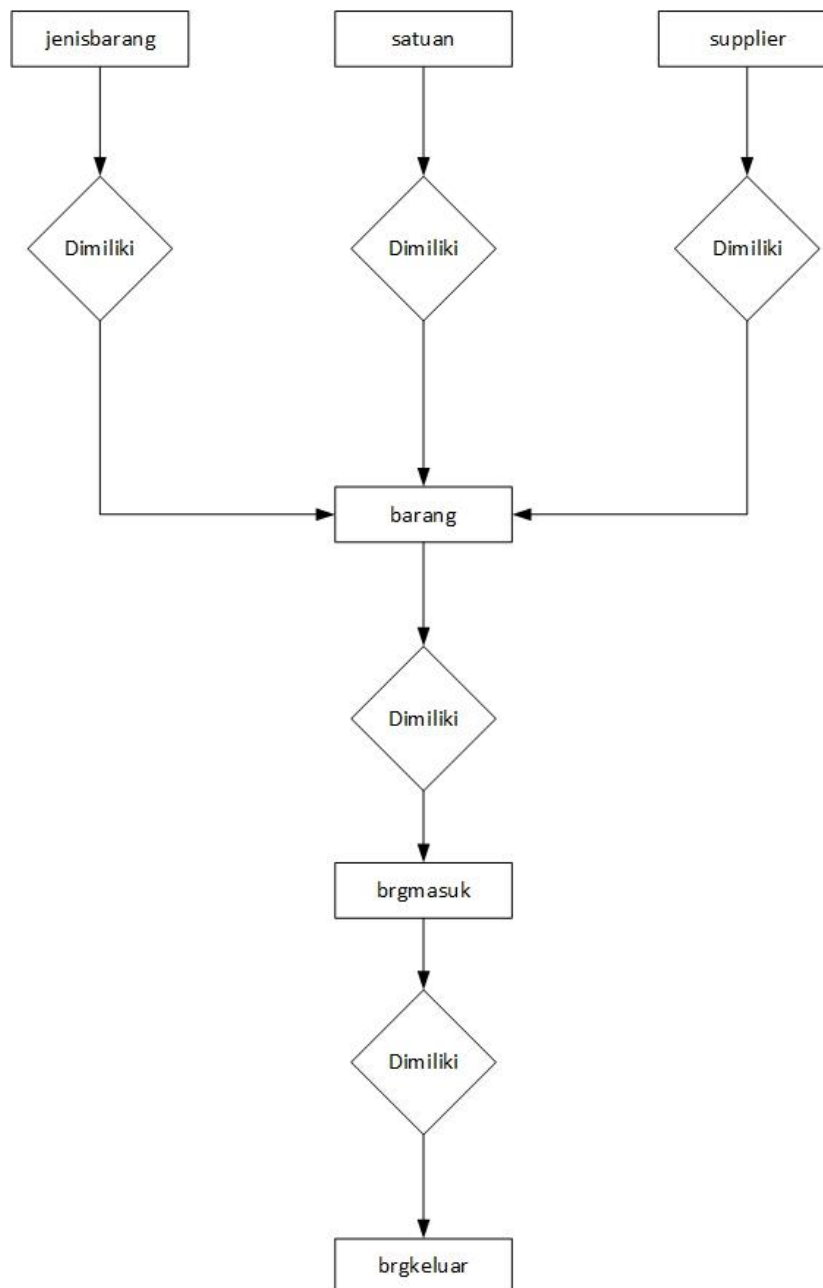 jenisbarang
satuan
supplier
Dimiliki
Dimiliki
Dimiliki
barang
Dimiliki
brgmasuk
Dimiliki
brgkeluar